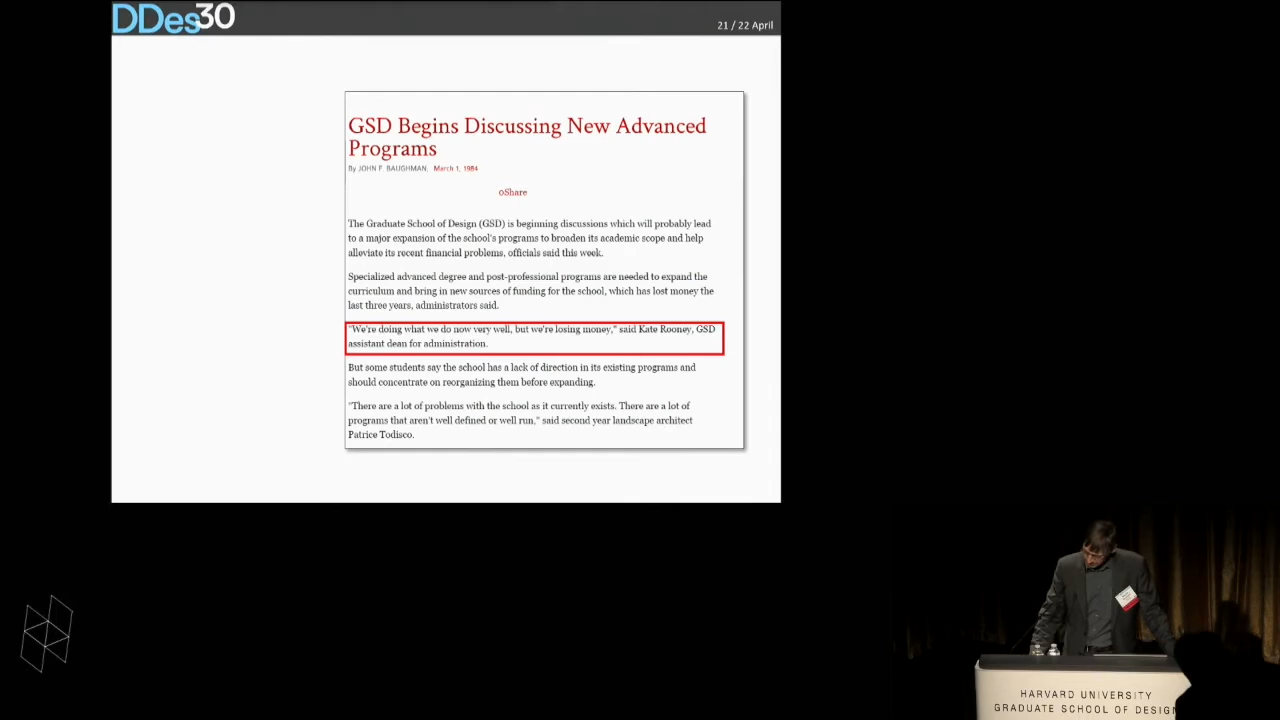 DDes30
21 / 22 April
GSD Begins Discussing New Advanced
Programs
By JOHN F. BAUGHMAN, March 1, 1984
0Share
The Graduate School of Design (GSD) is beginning discussions which will probably lead
to a major expansion of the school's programs to broaden its academic scope and help
alleviate its recent financial problems, officials said this week.
Specialized advanced degree and post-professional programs are needed to expand the
curriculum and bring in new sources of funding for the school, which has lost money the
last three years, administrators said.
"We're doing what we do now very well, but we're losing money," said Kate Rooney, GSD
assistant dean for administration.
But some students say the school has a lack of direction in its existing programs and
should concentrate on reorganizing them before expanding.
"There are a lot of problems with the school as it currently exists. There are a lot of
programs that aren't well defined or well run," said second year landscape architect
Patrice Todisco.
HARVARD UNIVERSITY
GRADUATE SCHOOL OF DESIGN